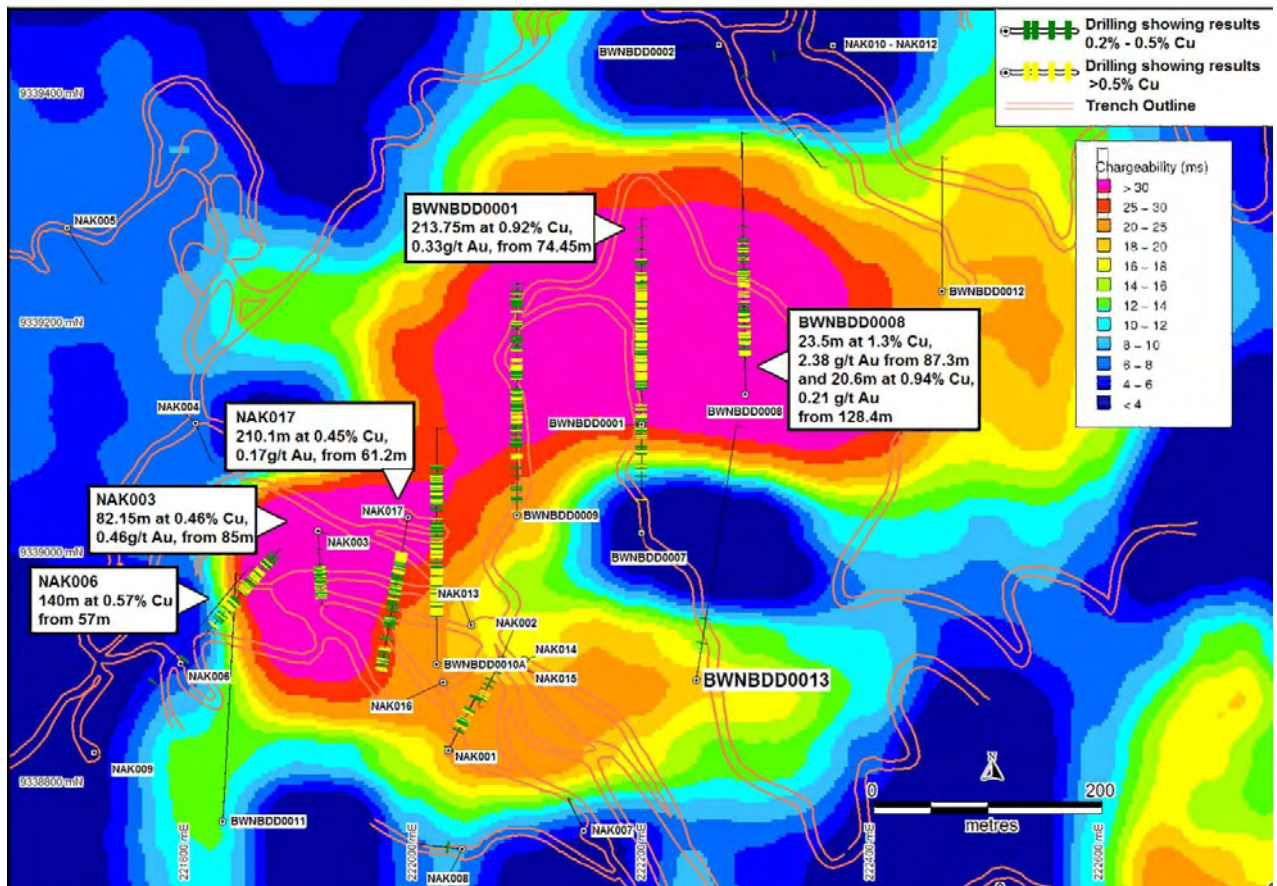 Drilling showing results
0.2% - 0.5% Cu
Drilling showing results
>0.5% Cu
Trench Outline
Chargeability (ms)
> 30
25 – 30
20 – 25
18 – 20
16 – 18
14 – 16
12 – 14
10 – 12
8 – 10
6 – 8
4 – 6
< 4
BWNBDD0002
NAK010 - NAK012
9339400 mN
NAK005
BWNBDD0001
213.75m at 0.92% Cu,
0.33g/t Au, from 74.45m
BWNBDD0012
9339200 mN
BWNBDD0008
23.5m at 1.3% Cu,
2.38 g/t Au from 87.3m
and 20.6m at 0.94% Cu,
0.21 g/t Au
from 128.4m
BWNBDD0008
NAK004
NAK017
210.1m at 0.45% Cu,
0.17g/t Au, from 61.2m
BWNBDD0001
NAK003
82.15m at 0.46% Cu,
0.46g/t Au, from 85m
NAK017
BWNBDD0009
NAK003
9339000 mN
BWNBDD0007
NAK006
140m at 0.57% Cu
from 57m
NAK013
NAK002
NAK014
BWNBDD0010A
NAK015
NAK006
BWNBDD0013
NAK016
NAK001
NAK009
9338800 mN
N
0
200
metres
BWNBDD0011
NAK007
NAK008
221800 mE
222000 mE
222200 mE
222400 mE
222600 mE